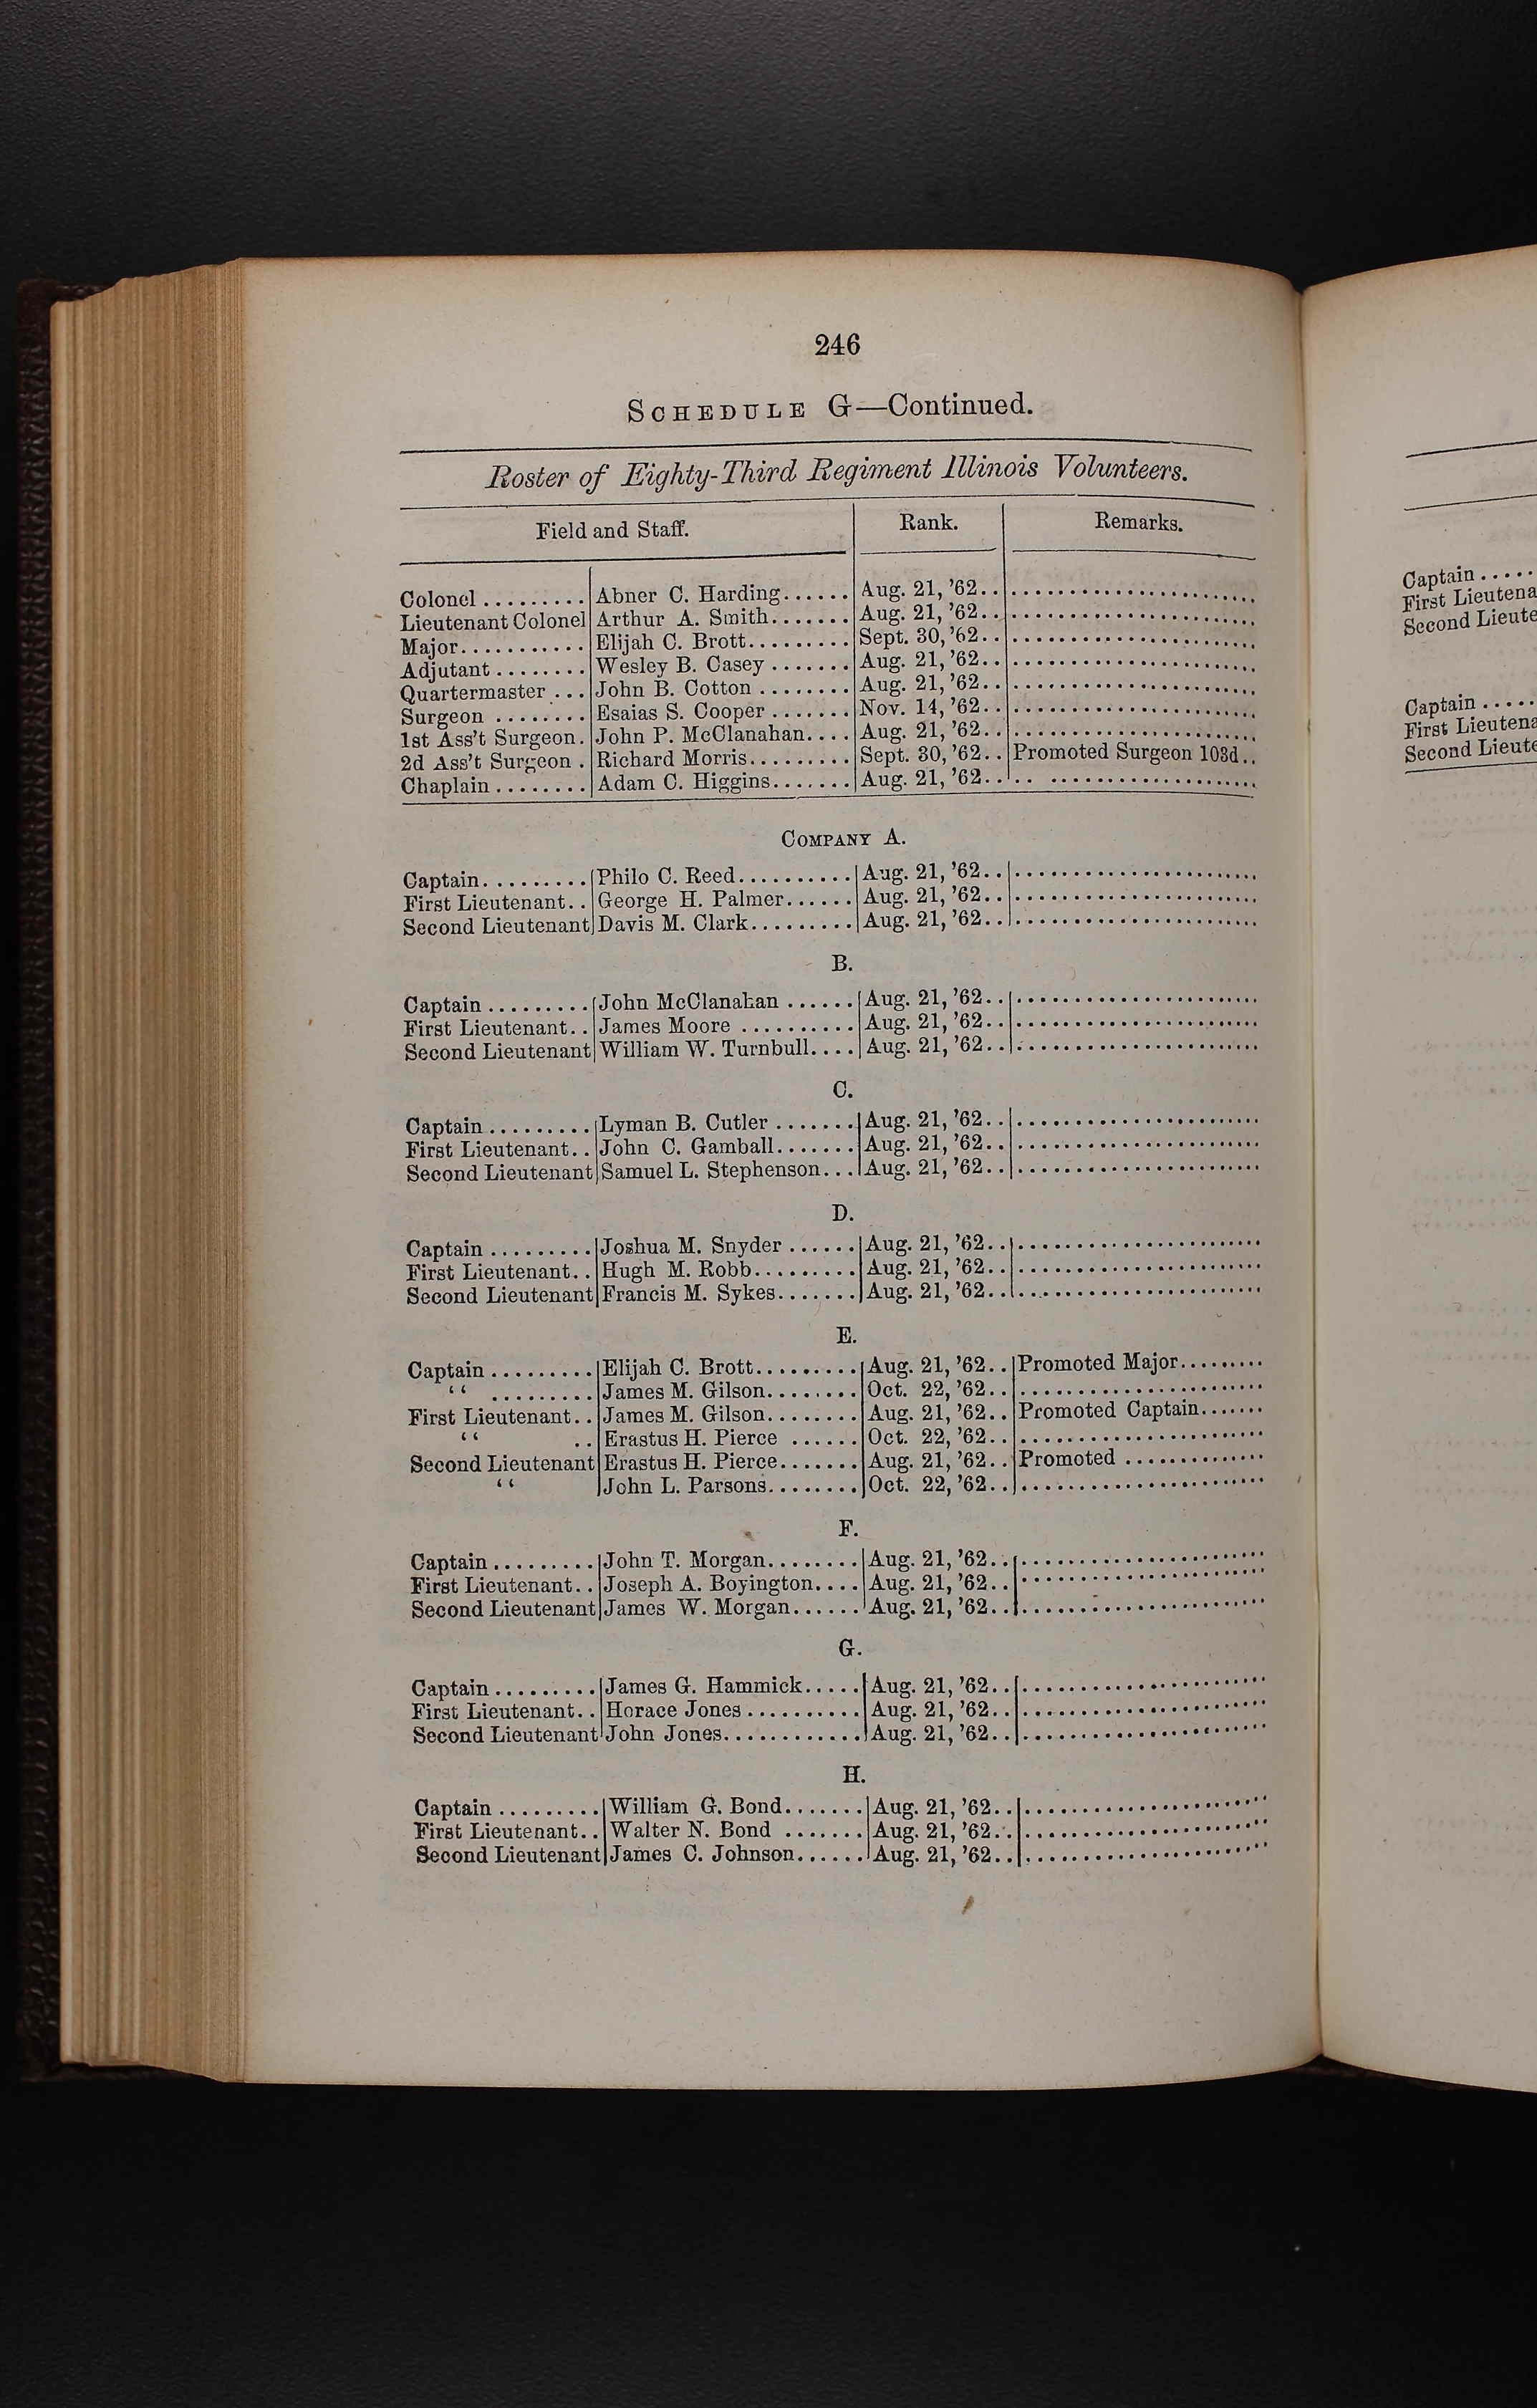 246
SCHEDULE G—Continued.
Roster of Eighty-Third Regiment Illinois Volunteers.
Field and Staff. Rank. Remarks.
Colonel ......... Abner C. Harding...... Aug. 21, '62..
Lieutenant Colonel Arthur A. Smith....... Aug. 21, '62..
Major........... Elijah C. Brott......... Sept. 30, '62..
Adjutant ........ Wesley B. Casey ....... Aug. 21, '62..
Quartermaster ... John B. Cotton ........ Aug. 21, '62..
Surgeon ........ Esaias S. Cooper ....... Nov. 14, '62..
1st Ass't Surgeon. John P. McClanahan.... Aug. 21, '62..
2d Ass't Surgeon . Richard Morris......... Sept. 30, '62.. Promoted Surgeon 103d..
Chaplain ........ Adam C. Higgins....... Aug. 21, '62..
COMPANY A.
Captain......... Philo C. Reed.......... Aug. 21, '62..
First Lieutenant.. George H. Palmer...... Aug. 21, '62..
Second Lieutenant Davis M. Clark......... Aug. 21, '62..
B.
Captain ......... John McClanahan ...... Aug. 21, '62..
First Lieutenant.. James Moore .......... Aug. 21, '62..
Second Lieutenant William W. Turnbull.... Aug. 21, '62..
C.
Captain ......... Lyman B. Cutler ....... Aug. 21, '62..
First Lieutenant.. John C. Gamball....... Aug. 21, '62..
Second Lieutenant Samuel L. Stephenson... Aug. 21, '62..
D.
Captain ......... Joshua M. Snyder ...... Aug. 21, '62..
First Lieutenant.. Hugh M. Robb......... Aug. 21, '62..
Second Lieutenant Francis M. Sykes....... Aug. 21, '62..
E.
Captain ......... Elijah C. Brott......... Aug. 21, '62.. Promoted Major.........
" ......... James M. Gilson........ Oct. 22, '62..
First Lieutenant.. James M. Gilson........ Aug. 21, '62.. Promoted Captain.......
" .. Erastus H. Pierce ...... Oct. 22, '62..
Second Lieutenant Erastus H. Pierce....... Aug. 21, '62.. Promoted ..............
" John L. Parsons........ Oct. 22, '62..
F.
Captain ......... John T. Morgan........ Aug. 21, '62..
First Lieutenant.. Joseph A. Boyington.... Aug. 21, '62..
Second Lieutenant James W. Morgan...... Aug. 21, '62..
G.
Captain ......... James G. Hammick..... Aug. 21, '62..
First Lieutenant.. Horace Jones .......... Aug. 21, '62..
Second Lieutenant John Jones............ Aug. 21, '62..
H.
Captain ......... William G. Bond....... Aug. 21, '62..
First Lieutenant.. Walter N. Bond ....... Aug. 21, '62..
Second Lieutenant James C. Johnson...... Aug. 21, '62..
Captain .....
First Lieutena
Second Lieute
Captain .....
First Lieutena
Second Lieute